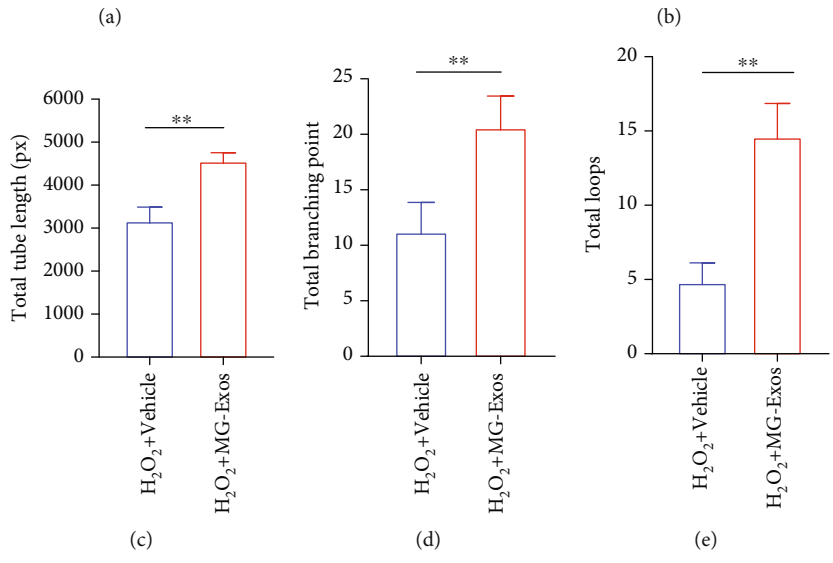 (a)
(b)
Total tube length (px)
6000
5000
4000
3000
2000
1000
0
**
H₂O₂+Vehicle
H₂O₂+MG-Exos
(c)
Total branching point
25
20
15
10
5
0
**
H₂O₂+Vehicle
H₂O₂+MG-Exos
(d)
Total loops
20
15
10
5
0
**
H₂O₂+Vehicle
H₂O₂+MG-Exos
(e)